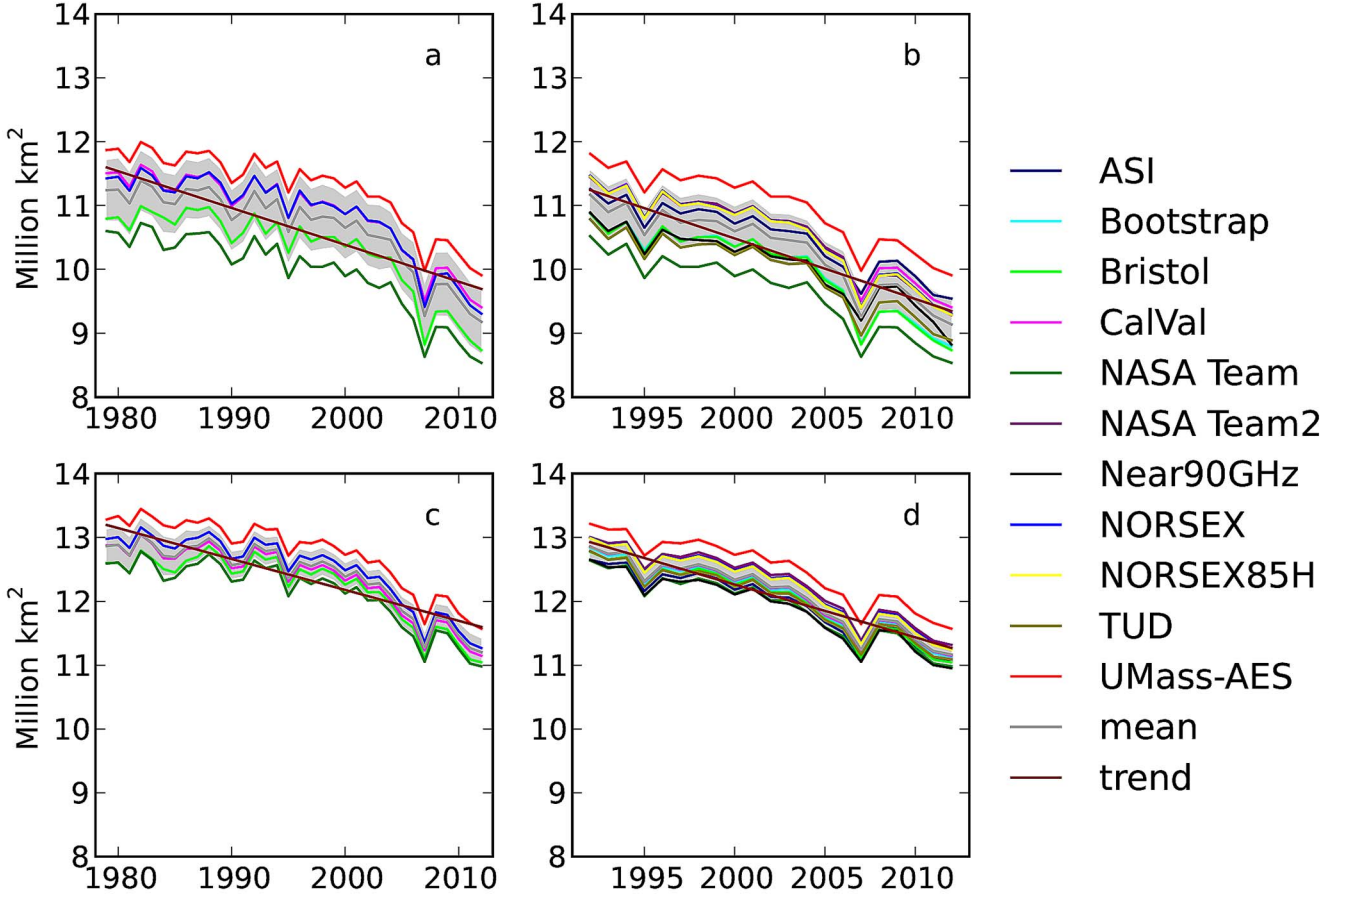 14
13
12
11
10
9
8
Million km²
1980
1990
2000
2010
a
14
13
12
11
10
9
8
1995
2000
2005
2010
b
14
13
12
11
10
9
8
Million km²
1980
1990
2000
2010
c
14
13
12
11
10
9
8
1995
2000
2005
2010
d
ASI
Bootstrap
Bristol
CalVal
NASA Team
NASA Team2
Near90GHz
NORSEX
NORSEX85H
TUD
UMass-AES
mean
trend